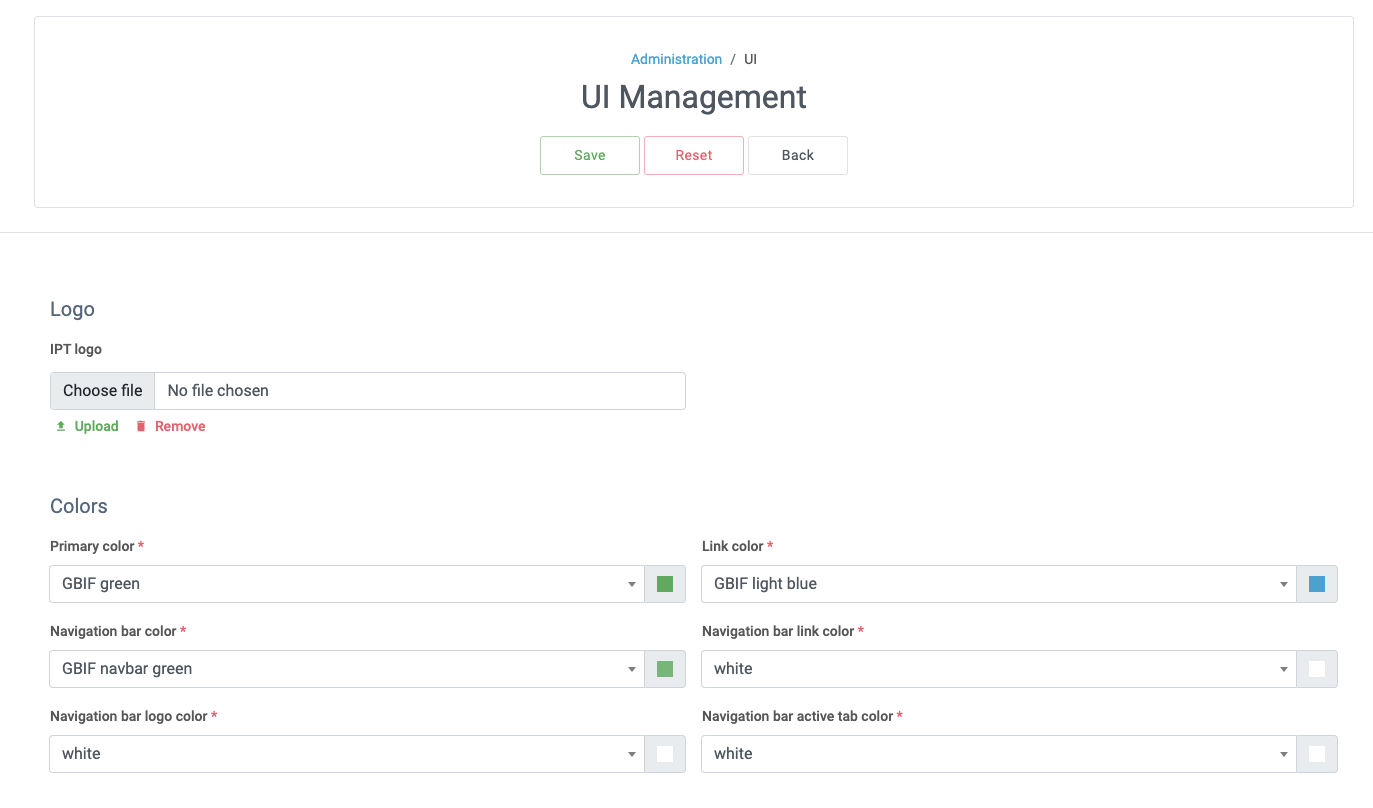 Administration / UI
UI Management
Save Reset Back
Logo
IPT logo
Choose file No file chosen
Upload Remove
Colors
Primary color * Link color *
GBIF green GBIF light blue
Navigation bar color * Navigation bar link color *
GBIF navbar green white
Navigation bar logo color * Navigation bar active tab color *
white white